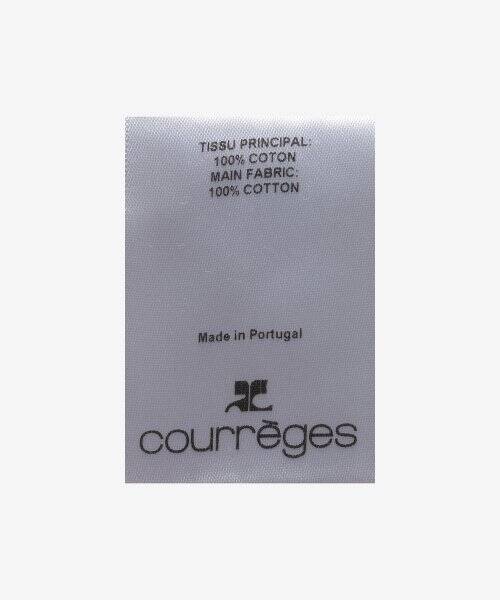 TISSU PRINCIPAL:
100% COTON
MAIN FABRIC:
100% COTTON
Made in Portugal
courrèges